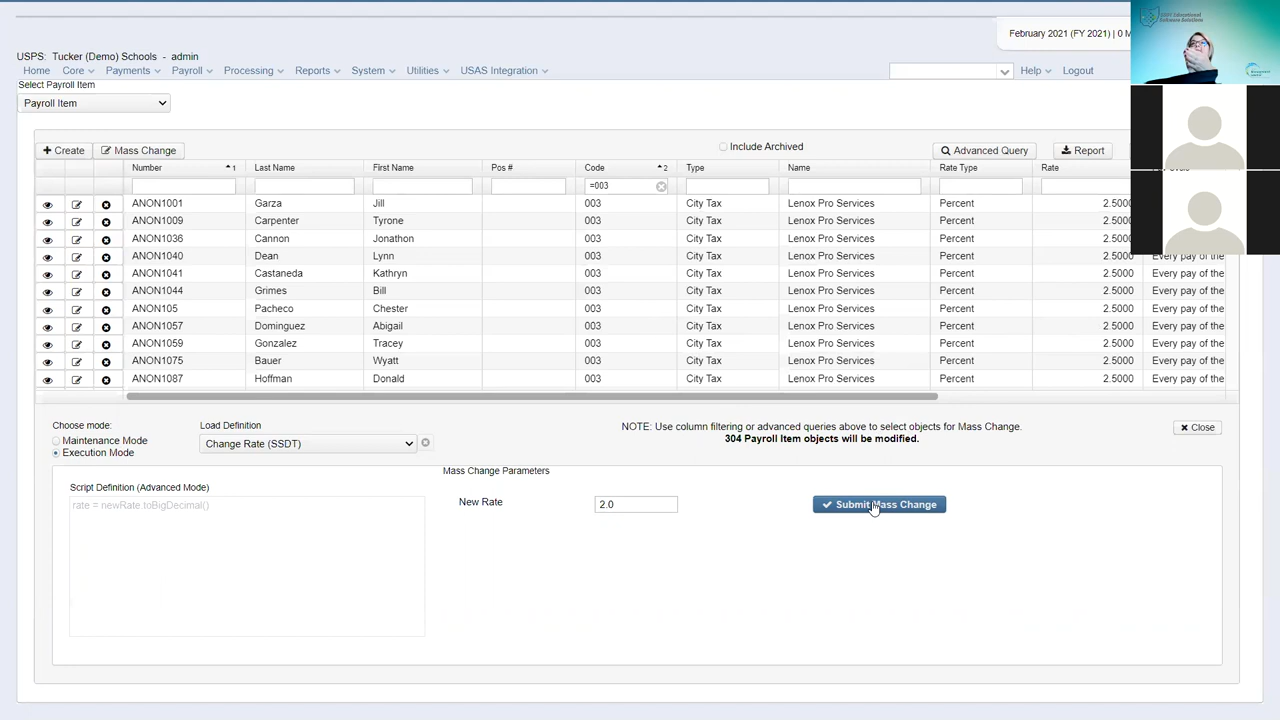 February 2021 (FY 2021) | 0 M
USPS: Tucker (Demo) Schools - admin
Home Core Payments Payroll Processing Reports System Utilities USAS Integration Help Logout
Select Payroll Item
Payroll Item
Create Mass Change Include Archived Advanced Query Report
Number 1 Last Name First Name Pos # Code 2 Type Name Rate Type Rate
=003
ANON1001 Garza Jill 003 City Tax Lenox Pro Services Percent 2.5000
ANON1009 Carpenter Tyrone 003 City Tax Lenox Pro Services Percent 2.5000
ANON1036 Cannon Jonathon 003 City Tax Lenox Pro Services Percent 2.5000
ANON1040 Dean Lynn 003 City Tax Lenox Pro Services Percent 2.5000 Every pay of the
ANON1041 Castaneda Kathryn 003 City Tax Lenox Pro Services Percent 2.5000 Every pay of the
ANON1044 Grimes Bill 003 City Tax Lenox Pro Services Percent 2.5000 Every pay of the
ANON105 Pacheco Chester 003 City Tax Lenox Pro Services Percent 2.5000 Every pay of the
ANON1057 Dominguez Abigail 003 City Tax Lenox Pro Services Percent 2.5000 Every pay of the
ANON1059 Gonzalez Tracey 003 City Tax Lenox Pro Services Percent 2.5000 Every pay of the
ANON1075 Bauer Wyatt 003 City Tax Lenox Pro Services Percent 2.5000 Every pay of the
ANON1087 Hoffman Donald 003 City Tax Lenox Pro Services Percent 2.5000 Every pay of the
Choose mode: Load Definition NOTE: Use column filtering or advanced queries above to select objects for Mass Change. Close
Maintenance Mode Change Rate (SSDT) 304 Payroll Item objects will be modified.
Execution Mode
Mass Change Parameters
Script Definition (Advanced Mode)
rate = newRate.toBigDecimal() New Rate 2.0 Submit Mass Change